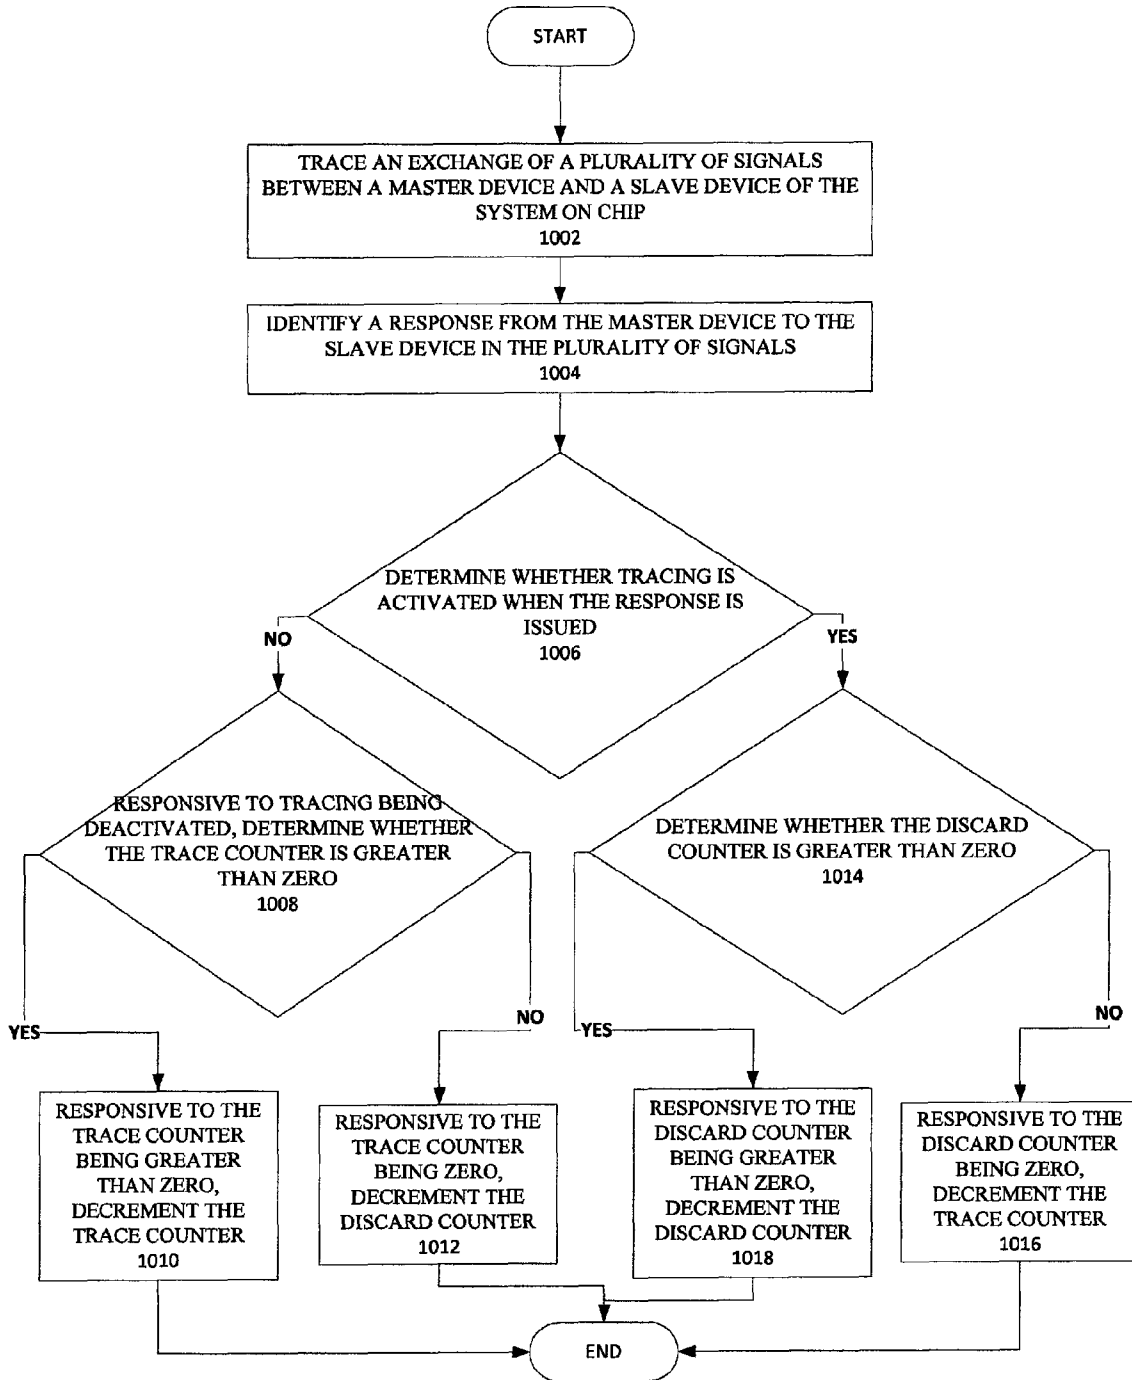 START
TRACE AN EXCHANGE OF A PLURALITY OF SIGNALS
BETWEEN A MASTER DEVICE AND A SLAVE DEVICE OF THE
SYSTEM ON CHIP
1002
IDENTIFY A RESPONSE FROM THE MASTER DEVICE TO THE
SLAVE DEVICE IN THE PLURALITY OF SIGNALS
1004
DETERMINE WHETHER TRACING IS
ACTIVATED WHEN THE RESPONSE IS
ISSUED
1006
NO
YES
RESPONSIVE TO TRACING BEING
DEACTIVATED, DETERMINE WHETHER
THE TRACE COUNTER IS GREATER
THAN ZERO
1008
DETERMINE WHETHER THE DISCARD
COUNTER IS GREATER THAN ZERO
1014
YES
NO
YES
NO
RESPONSIVE TO THE
TRACE COUNTER
BEING GREATER
THAN ZERO,
DECREMENT THE
TRACE COUNTER
1010
RESPONSIVE TO THE
TRACE COUNTER
BEING ZERO,
DECREMENT THE
DISCARD COUNTER
1012
RESPONSIVE TO THE
DISCARD COUNTER
BEING GREATER
THAN ZERO,
DECREMENT THE
DISCARD COUNTER
1018
RESPONSIVE TO THE
DISCARD COUNTER
BEING ZERO,
DECREMENT THE
TRACE COUNTER
1016
END